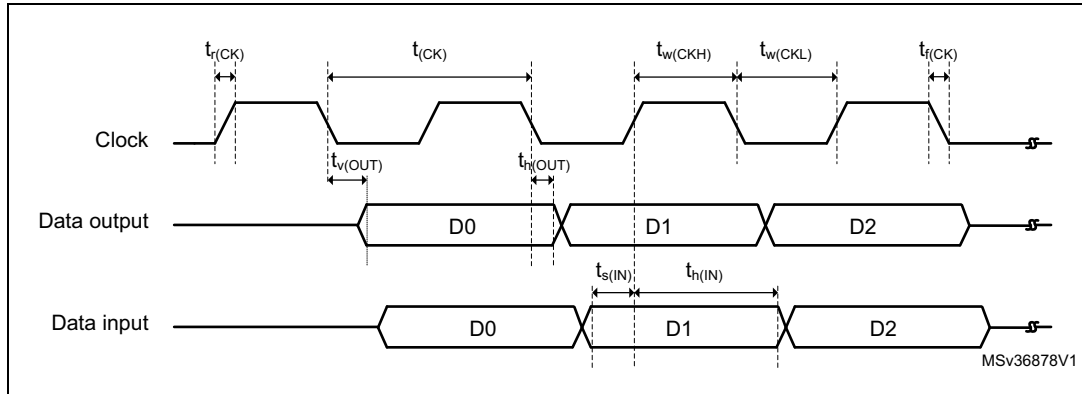 tr(CK) t(CK) tw(CKH) tw(CKL) tf(CK)
Clock
tv(OUT) th(OUT)
Data output D0 D1 D2
ts(IN) th(IN)
Data input D0 D1 D2
MSv36878V1